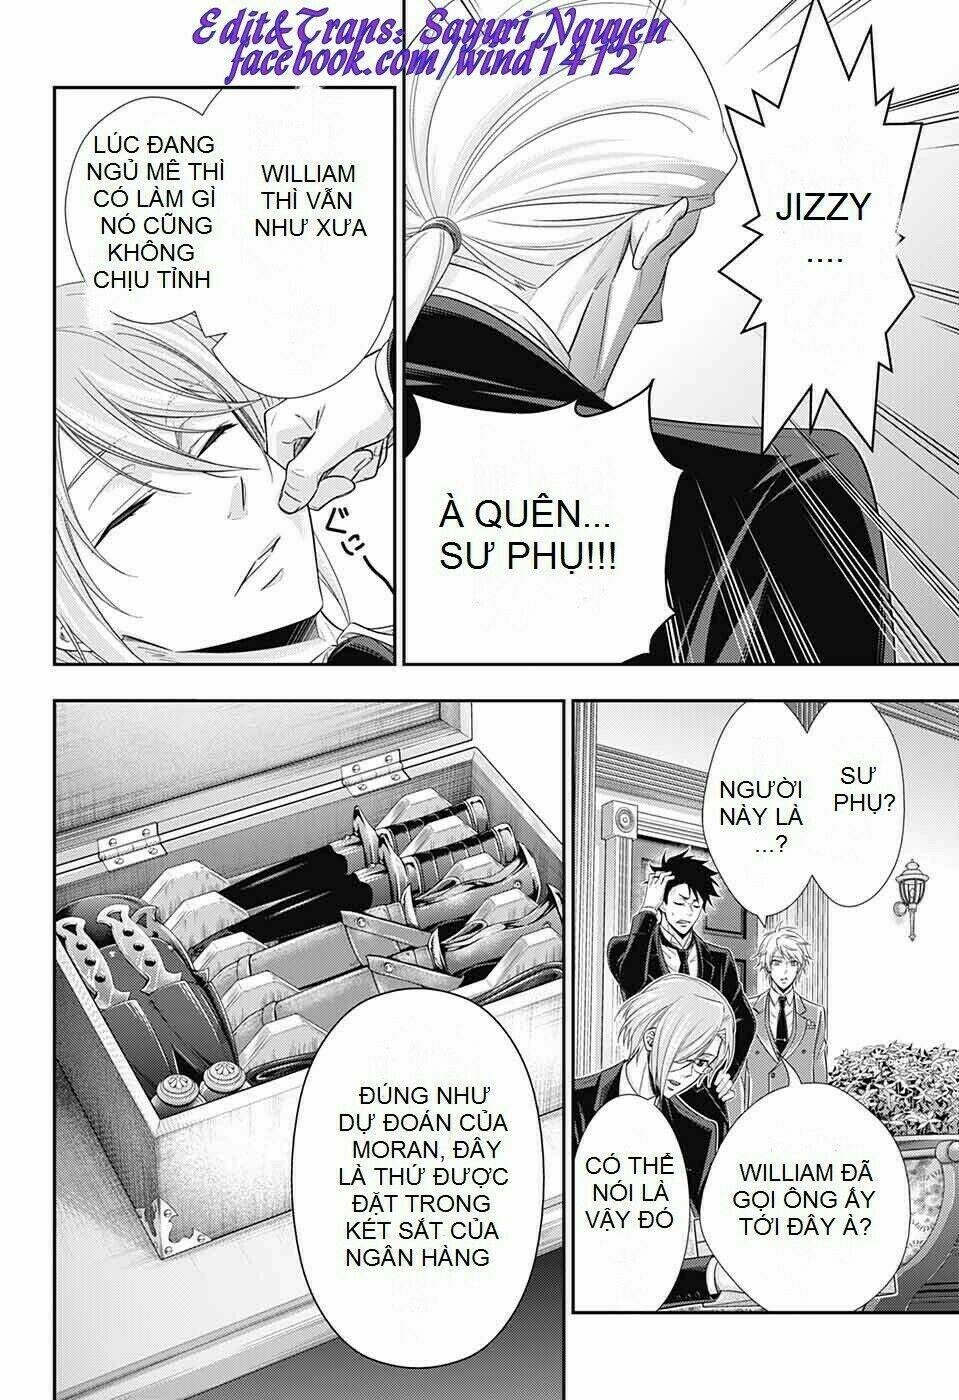 Edit&Trans: Sayuri Nguyen
facebook.com/wind1412
JIZZY
....
À QUÊN...
SƯ PHỤ!!!
WILLIAM
THÌ VẪN
NHƯ XƯA
LÚC ĐANG
NGỦ MÊ THÌ
CÓ LÀM GÌ
NÓ CŨNG
KHÔNG
CHỊU TỈNH
ぐい
SƯ
PHỤ?
NGƯỜI
NÀY LÀ
...?
WILLIAM ĐÃ
GỌI ÔNG ẤY
TỚI ĐÂY À?
CÓ THỂ
NÓI LÀ
VẬY ĐÓ
ĐÚNG NHƯ
DỰ ĐOÁN CỦA
MORAN, ĐÂY
LÀ THỨ ĐƯỢC
ĐẶT TRONG
KÉT SẮT CỦA
NGÂN HÀNG